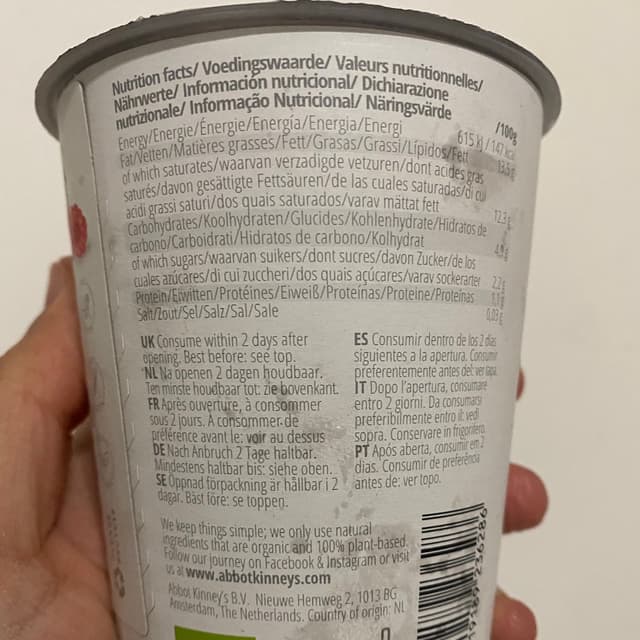 Nutrition facts/ Voedingswaarde/ Valeurs nutritionnelles/
Nährwerte/ Información nutricional/ Dichiarazione
nutrizionale/ Informação Nutricional/ Näringsvärde
/100g
Energy/Energie/Énergie/Energía/Energia/Energi 615 kJ / 147 kcal
Fat/Vetten/Matières grasses/Fett/Grasas/Grassi/Lípidos/Fett 13,5 g
of which saturates/waarvan verzadigde vetzuren/dont acides gras
saturés/davon gesättigte Fettsäuren/de las cuales saturadas/di cui
acidi grassi saturi/dos quais saturados/varav mättat fett 12,3 g
Carbohydrates/Koolhydraten/Glucides/Kohlenhydrate/Hidratos de
carbono/Carboidrati/Hidratos de carbono/Kolhydrat
of which sugars/waarvan suikers/dont sucres/davon Zucker/de los
cuales azúcares/di cui zuccheri/dos quais açúcares/varav sockerarter 2,2 g
Protein/Eiwitten/Protéines/Eiweiß/Proteínas/Proteine/Proteínas 1,1 g
Salt/Zout/Sel/Salz/Sal/Sale 0,03 g
UK Consume within 2 days after
opening. Best before: see top.
NL Na openen 2 dagen houdbaar.
Ten minste houdbaar tot: zie bovenkant.
FR Après ouverture, à consommer
sous 2 jours. À consommer de
préférence avant le: voir au dessus
DE Nach Anbruch 2 Tage haltbar.
Mindestens haltbar bis: siehe oben.
SE Öppnad förpackning är hållbar i 2
dagar. Bäst före: se toppen.
ES Consumir dentro de los 2 días
siguientes a la apertura. Consumir
preferentemente antes del: ver tapa.
IT Dopo l'apertura, consumare
entro 2 giorni. Da consumarsi
preferibilmente entro il: vedi
sopra. Conservare in frigorifero.
PT Após aberta, consumir em 2
dias. Consumir de preferência
antes de: ver topo.
We keep things simple; we only use natural
ingredients that are organic and 100% plant-based.
Follow our journey on Facebook & Instagram or visit
us at www.abbotkinneys.com
Abbot Kinney's B.V. Nieuwe Hemweg 2, 1013 BG
Amsterdam, The Netherlands. Country of origin: NL